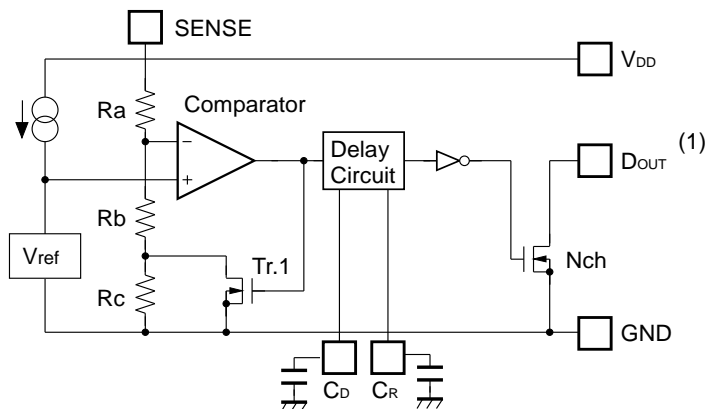 SENSE
VDD
Ra
Comparator
−
+
Delay
Circuit
DOUT (1)
Rb
Vref
Tr.1
Nch
Rc
GND
CD
CR